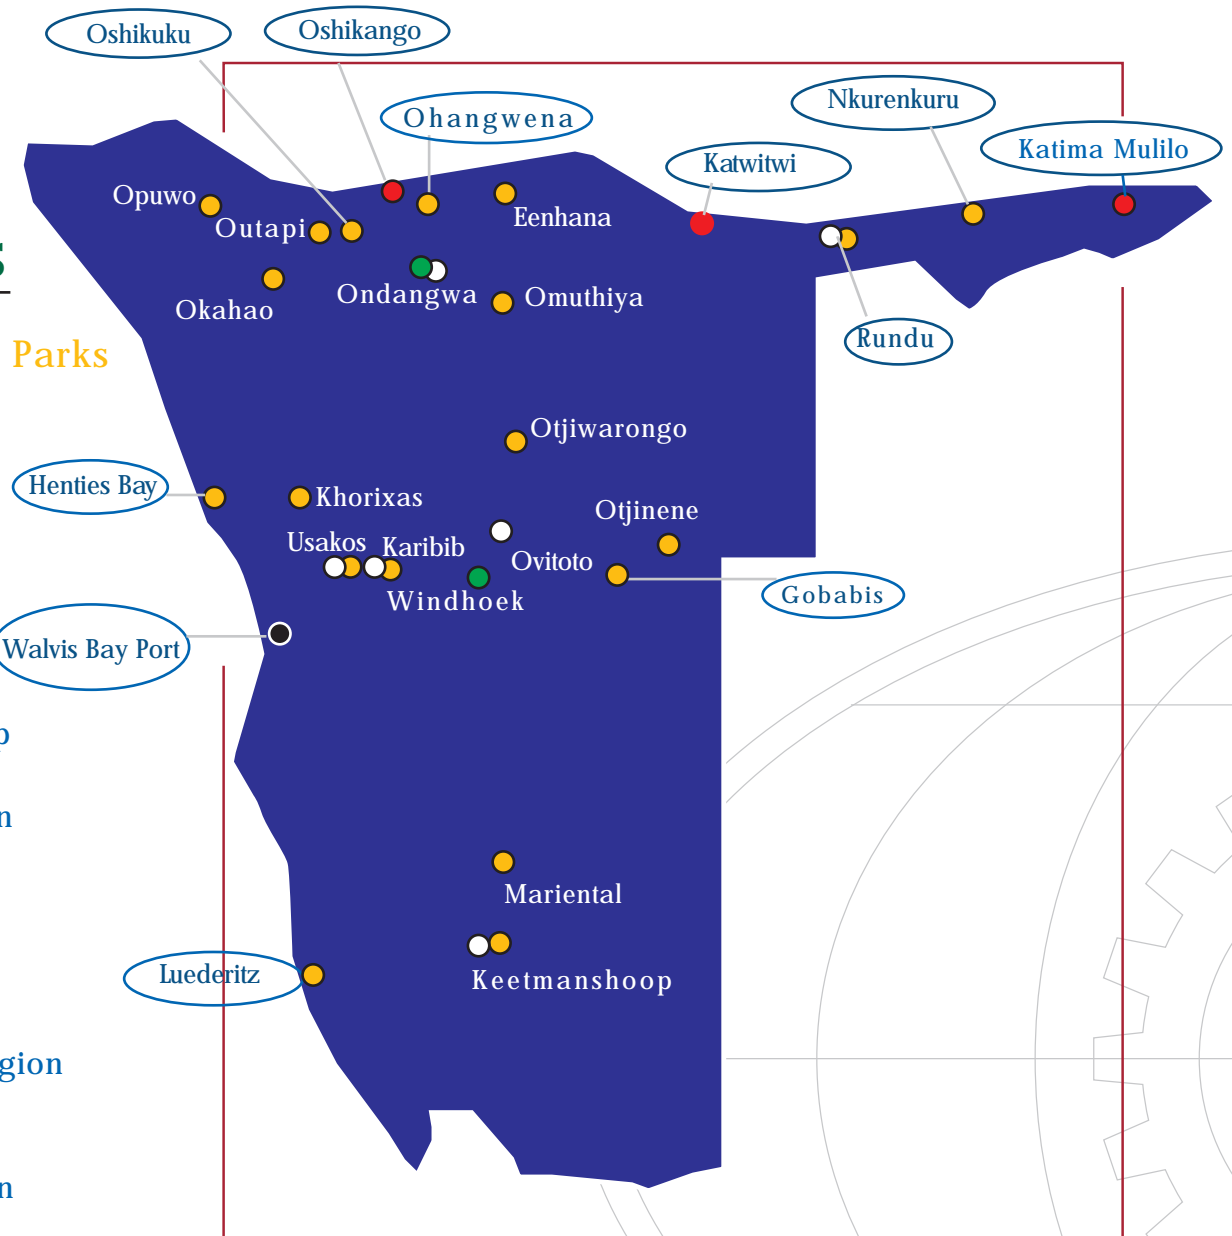 Oshikuku
Oshikango
Ohangwena
Nkurenkuru
Katima Mulilo
Katwitwi
Opuwo
Outapi
Eenhana
S
Okahao
Ondangwa
Omuthiya
Rundu
Parks
Otjiwarongo
Henties Bay
Khorixas
Otjinene
Usakos
Karibib
Ovitoto
Windhoek
Gobabis
Walvis Bay Port
p
n
Mariental
Keetmanshoop
Luederitz
gion
n